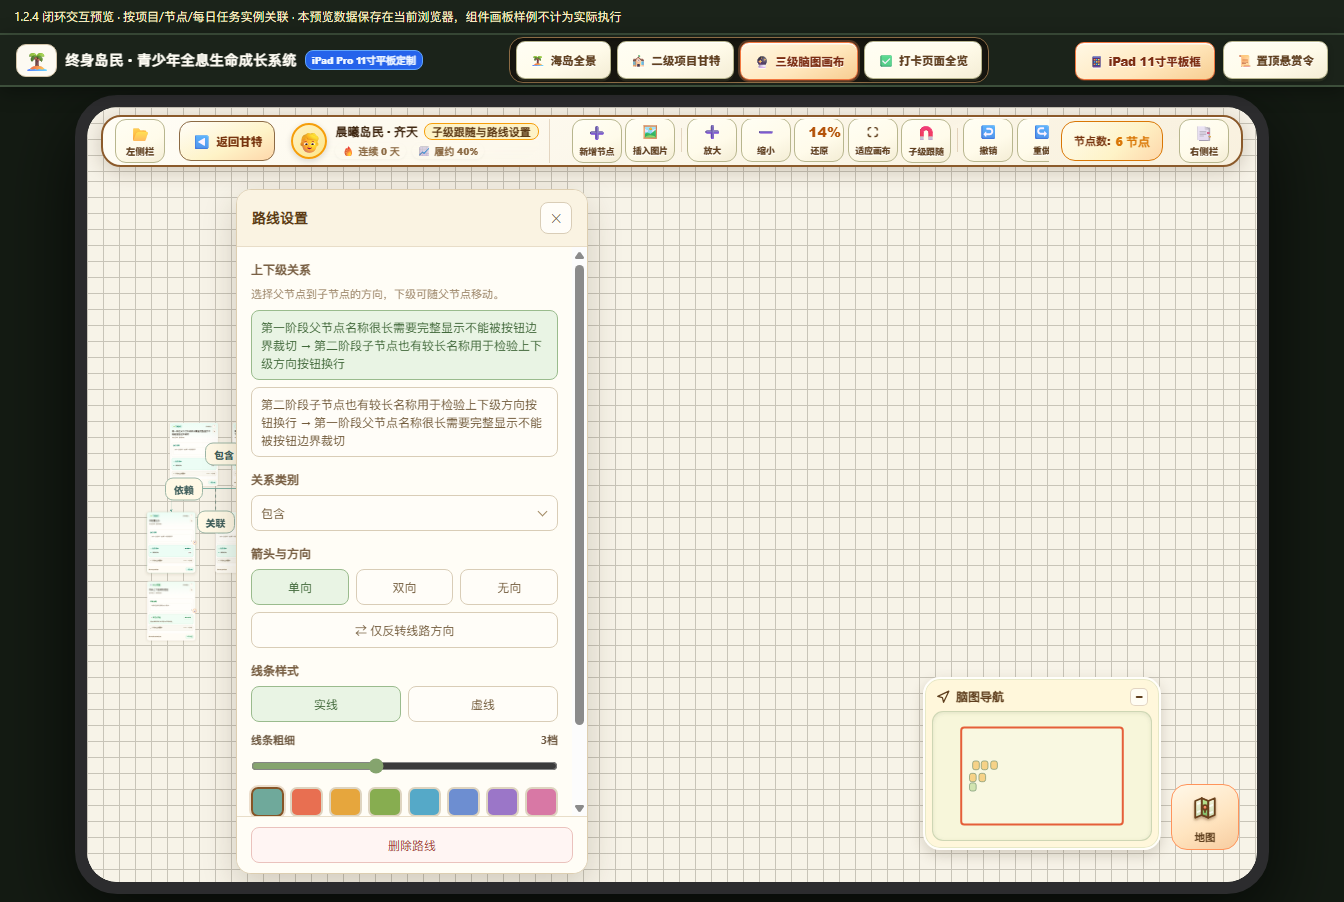 1.2.4 闭环交互预览 · 按项目/节点/每日任务实例关联 · 本预览数据保存在当前浏览器，组件画板样例不计为实际执行
终身岛民 · 青少年全息生命成长系统
iPad Pro 11寸平板定制
海岛全景
二级项目甘特
三级脑图画布
打卡页面全览
iPad 11寸平板框
置顶悬赏令
左侧栏
返回甘特
晨曦岛民 · 齐天
子级跟随与路线设置
连续 0 天
履约 40%
新增节点
插入图片
放大
缩小
14%
还原
适应画布
子级跟随
撤销
重做
节点数: 6 节点
右侧栏
路线设置
上下级关系
选择父节点到子节点的方向，下级可随父节点移动。
第一阶段父节点名称很长需要完整显示不能被按钮边
界裁切 → 第二阶段子节点也有较长名称用于检验上下
级方向按钮换行
第二阶段子节点也有较长名称用于检验上下级方向按
钮换行 → 第一阶段父节点名称很长需要完整显示不能
被按钮边界裁切
关系类别
包含
箭头与方向
单向
双向
无向
⇄ 仅反转线路方向
线条样式
实线
虚线
线条粗细
3档
删除路线
包含
依赖
关联
脑图导航
地图